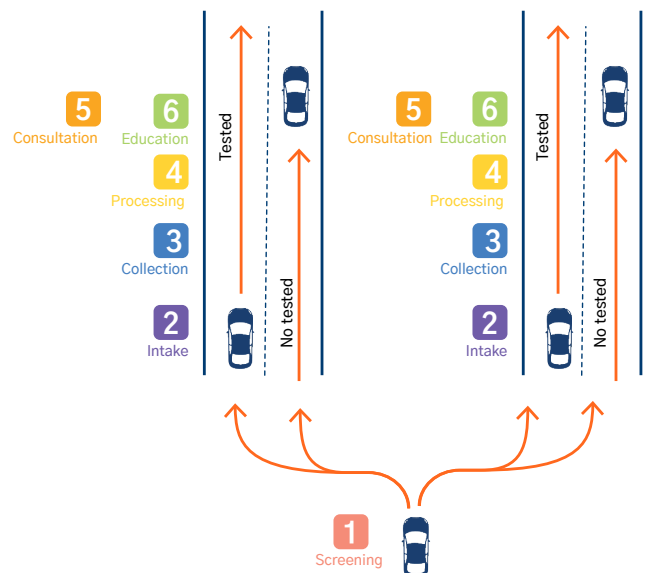 5
Consultation
6
Education
4
Processing
3
Collection
2
Intake
Tested
No tested
5
Consultation
6
Education
4
Processing
3
Collection
2
Intake
Tested
No tested
1
Screening